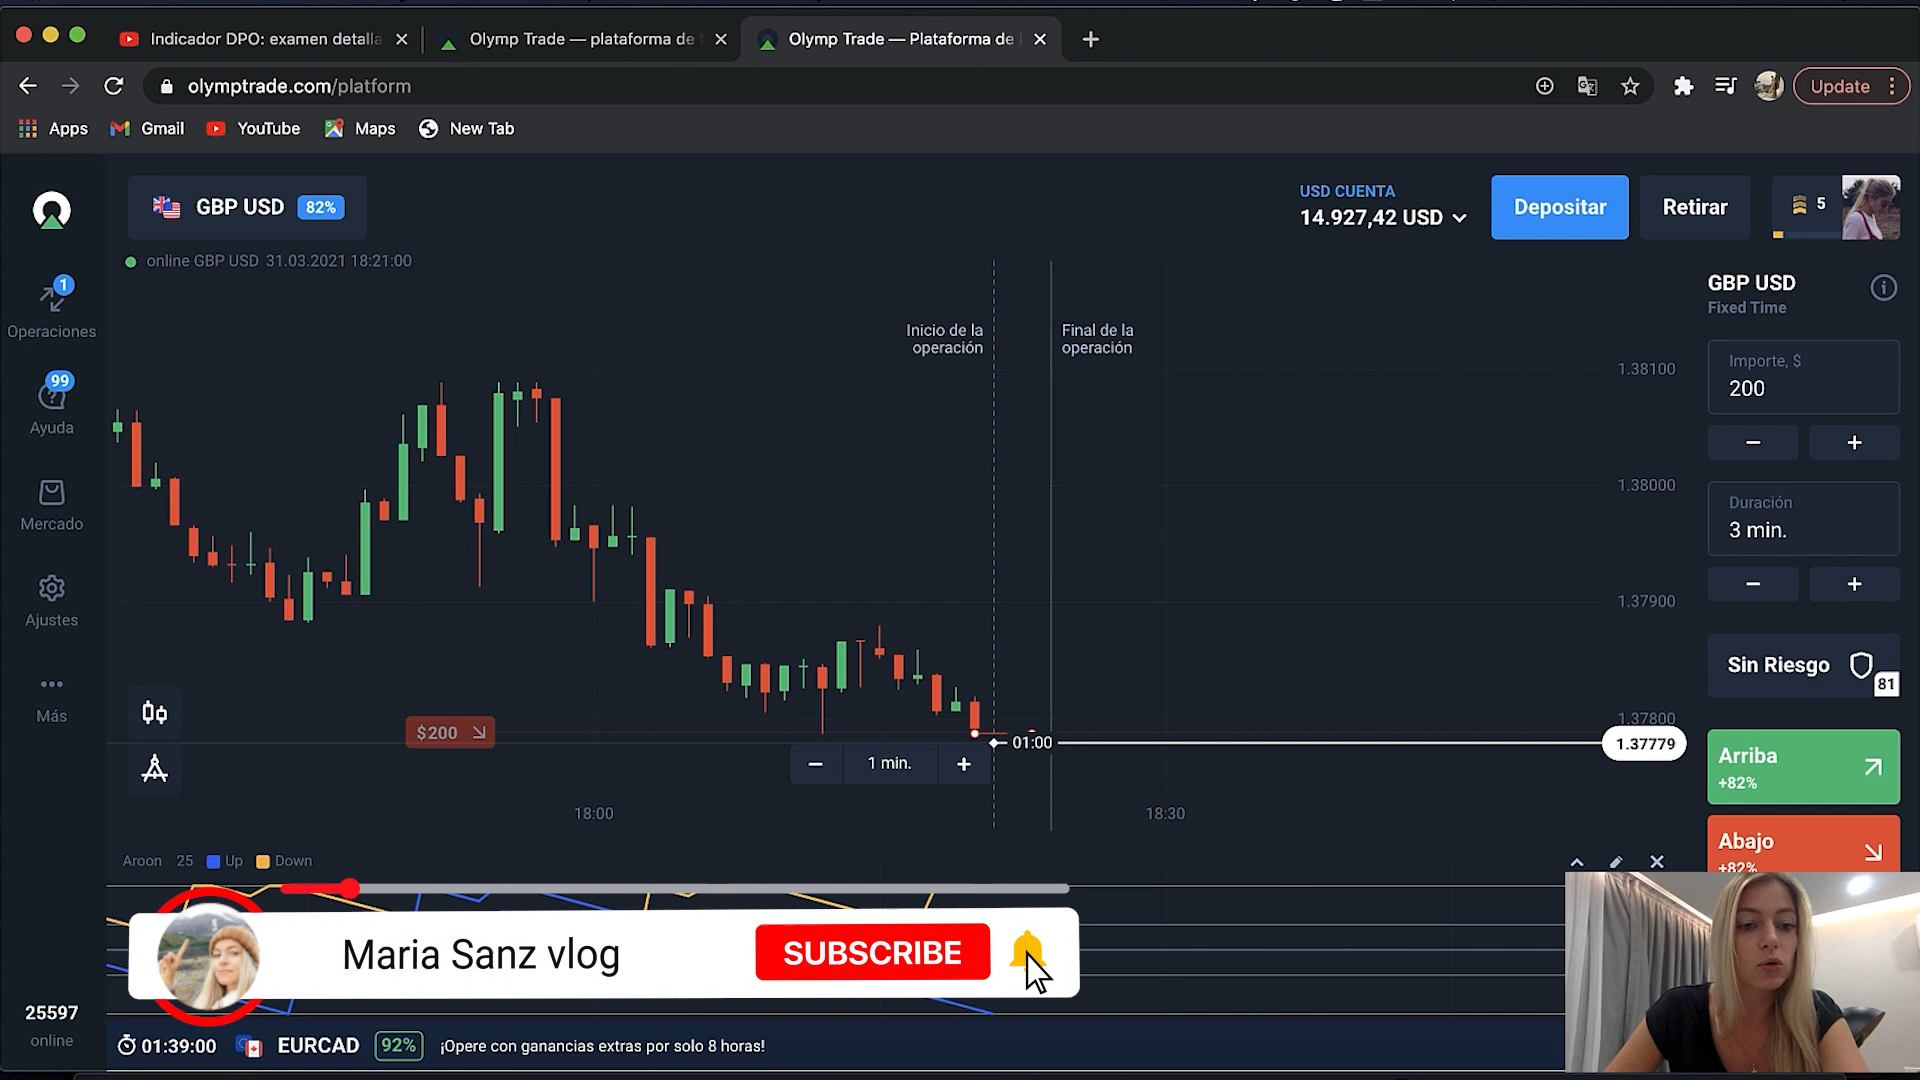 Indicador DPO: examen detalla
Olymp Trade — plataforma de t
Olymp Trade — Plataforma de i
olymptrade.com/platform
Update
Apps
Gmail
YouTube
Maps
New Tab
GBP USD 82%
USD CUENTA
14.927,42 USD
Depositar
Retirar
5
online GBP USD 31.03.2021 18:21:00
1
Operaciones
99
Ayuda
Mercado
Ajustes
Más
Inicio de la
operación
Final de la
operación
1.38100
1.38000
1.37900
1.37800
1.37779
$200
01:00
− 1 min. +
18:00
18:30
GBP USD
Fixed Time
Importe, $
200
− +
Duración
3 min.
− +
Sin Riesgo
81
Arriba
+82%
Abajo
+82%
Aroon 25 Up Down
Maria Sanz vlog
SUBSCRIBE
25597
online
01:39:00
EURCAD 92% ¡Opere con ganancias extras por solo 8 horas!